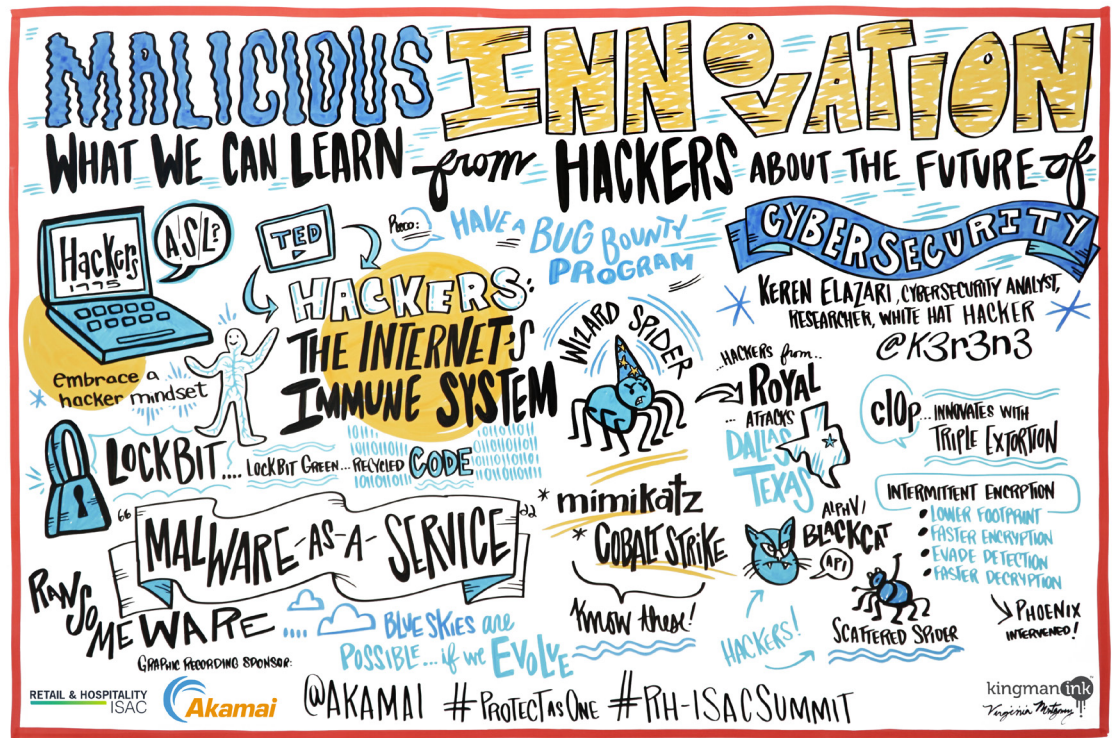 MALICIOUS INNOVATION
WHAT WE CAN LEARN from HACKERS ABOUT THE FUTURE of
CYBERSECURITY
KEREN ELAZARI, CYBERSECURITY ANALYST,
RESEARCHER, WHITE HAT HACKER
@K3r3n3
Hackers
1995
A/S/L?
embrace a
hacker mindset
TED
HACKERS:
THE INTERNET'S
IMMUNE SYSTEM
HAVE A BUG BOUNTY
PROGRAM
WIZARD SPIDER
HACKERS from..
ROYAL
... ATTACKS
DALLAS
TEXAS
clop... INNOVATES WITH
TRIPLE EXTORTION
LOCKBIT.... LOCKBIT GREEN... RECYCLED CODE
MALWARE-AS-A-SERVICE
RANSOMEWARE
mimikatz
COBALT STRIKE
Know these!
ALPHV/
BLACKCAT
API
HACKERS!
SCATTERED SPIDER
INTERMITTENT ENCRPTION
• LOWER FOOTPRINT
• FASTER ENCRYPTION
• EVADE DETECTION
• FASTER DECRYPTION
PHOENIX
INTERVENED!
BLUE SKIES are
POSSIBLE... if we EVOLVE
GRAPHIC RECORDING SPONSOR:
RETAIL & HOSPITALITY
ISAC
Akamai
@AKAMAI #PROTECTASONE #RH-ISACSUMMIT
kingman ink
Virginia